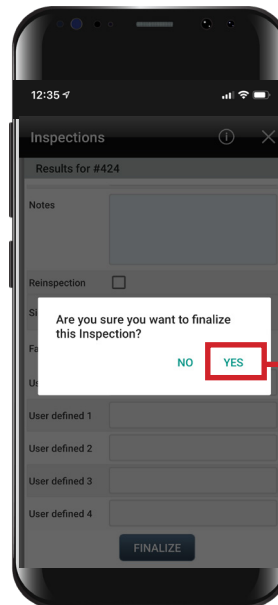 12:35
Inspections
Results for #424
Notes
Reinspection
Are you sure you want to finalize
this Inspection?
NO YES
User defined 1
User defined 2
User defined 3
User defined 4
FINALIZE